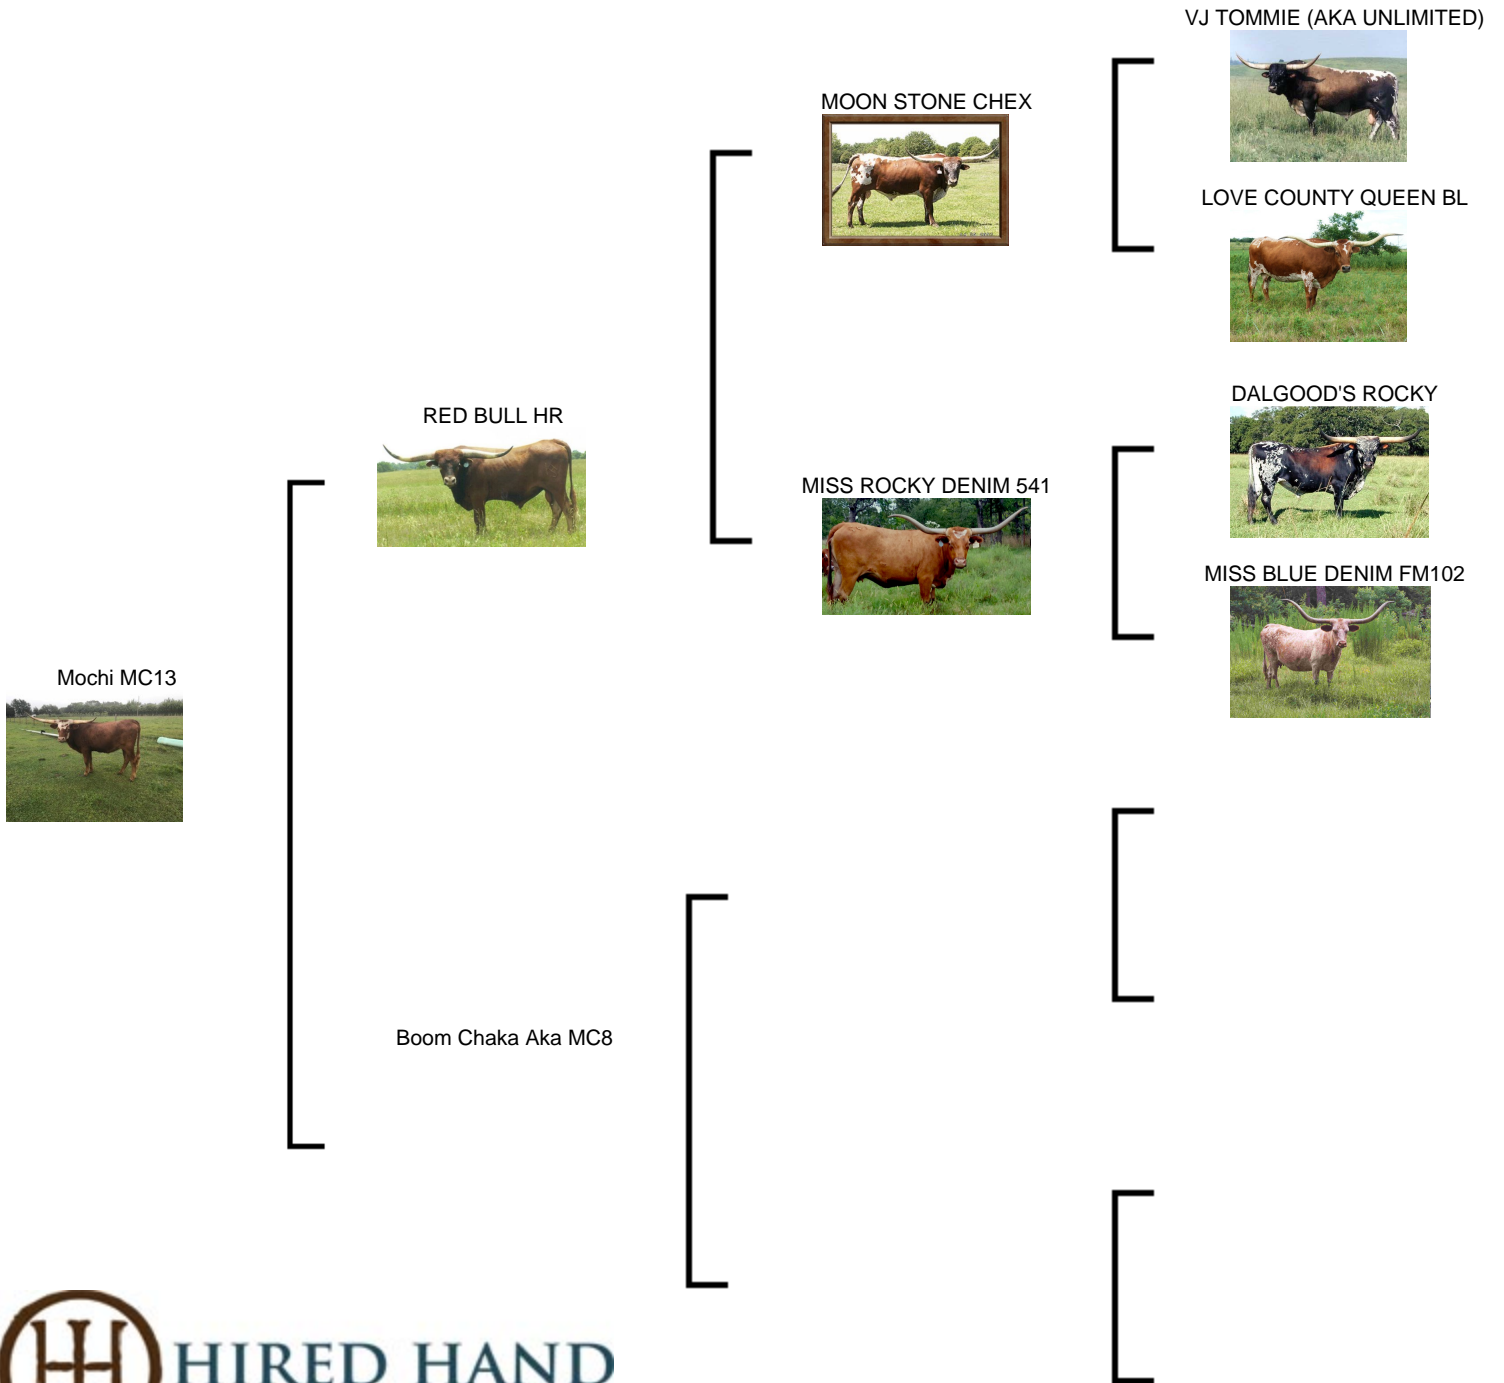 VJ TOMMIE (AKA UNLIMITED)
MOON STONE CHEX
LOVE COUNTY QUEEN BL
DALGOOD'S ROCKY
RED BULL HR
MISS ROCKY DENIM 541
MISS BLUE DENIM FM102
Mochi MC13
Boom Chaka Aka MC8
HIRED HAND